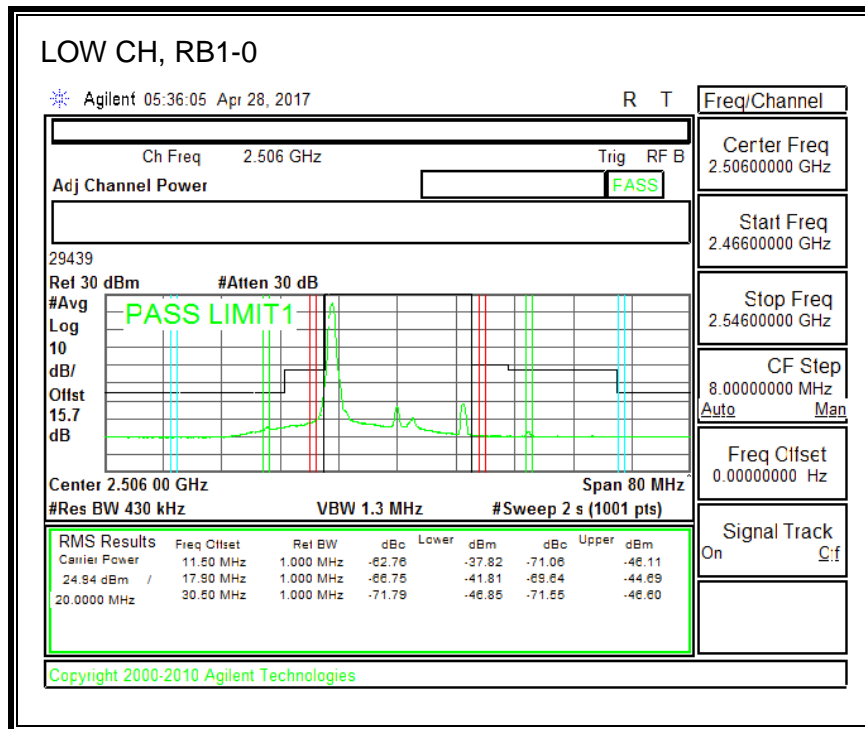 LOW CH, RB1-0
Agilent 05:36:05 Apr 28, 2017 R T
Freq/Channel
Ch Freq 2.506 GHz Trig RF B
Adj Channel Power PASS
Center Freq
2.50600000 GHz
Start Freq
2.46600000 GHz
Stop Freq
2.54600000 GHz
CF Step
8.00000000 MHz
Auto Man
Freq Offset
0.00000000 Hz
Signal Track
On Off
29439
Ref 30 dBm #Atten 30 dB
#Avg
Log
10
dB/
Offst
15.7
dB
PASS LIMIT1
Center 2.506 00 GHz Span 80 MHz
#Res BW 430 kHz VBW 1.3 MHz #Sweep 2 s (1001 pts)
RMS Results Freq Offset Ref BW dBc Lower dBm dBc Upper dBm
Carrier Power 11.50 MHz 1.000 MHz -62.76 -37.82 -71.06 -46.11
24.94 dBm / 17.90 MHz 1.000 MHz -66.75 -41.81 -69.64 -44.69
20.0000 MHz 30.50 MHz 1.000 MHz -71.79 -46.85 -71.55 -46.60
Copyright 2000-2010 Agilent Technologies